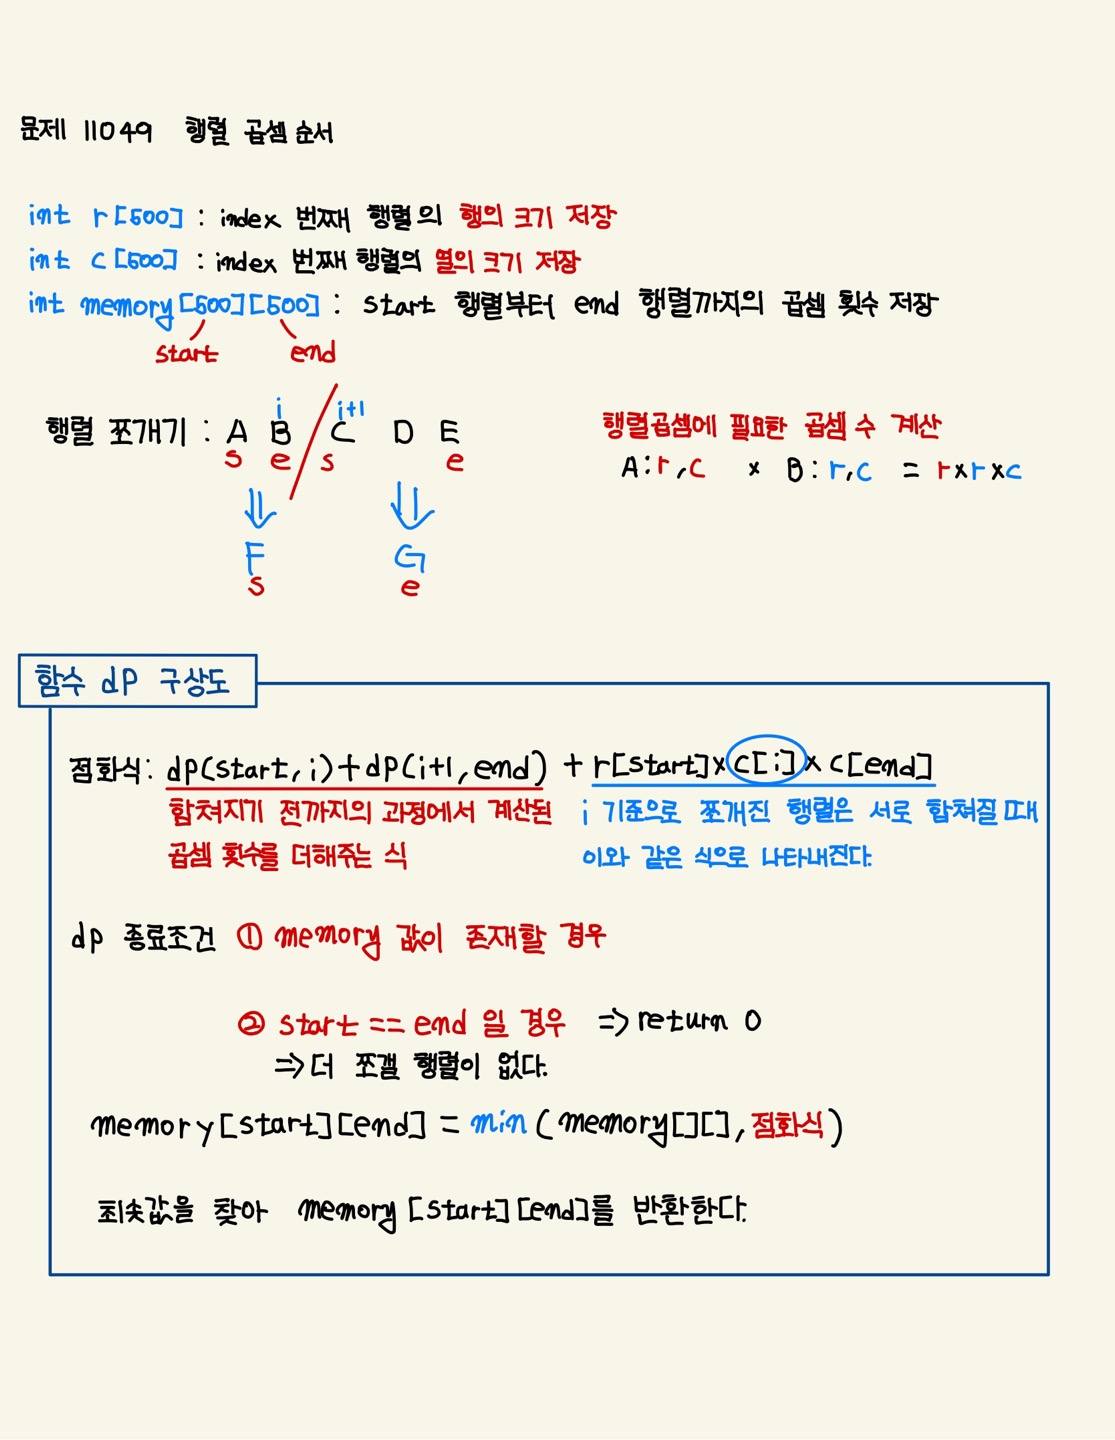 문제 11049 행렬 곱셈 순서
int r[500] : index 번째 행렬의 행의 크기 저장
int c[500] : index 번째 행렬의 열의 크기 저장
int memory[500][500] : start 행렬부터 end 행렬까지의 곱셈 횟수 저장
start end
i i+1
행렬 쪼개기 : A B / C D E
s e s e
F G
s e
행렬곱셈에 필요한 곱셈 수 계산
A:r,c × B:r,c = r×r×c
함수 dp 구상도
점화식: dp(start,i)+dp(i+1,end) + r[start]×c[i]×c[end]
합쳐지기 전까지의 과정에서 계산된
곱셈 횟수를 더해주는 식
i 기준으로 쪼개진 행렬은 서로 합쳐질때
이와 같은 식으로 나타내진다.
dp 종료조건 ① memory 값이 존재할 경우
② start == end 일 경우 => return 0
=> 더 쪼갤 행렬이 없다.
memory[start][end] = min(memory[][], 점화식)
최솟값을 찾아 memory[start][end]를 반환한다.